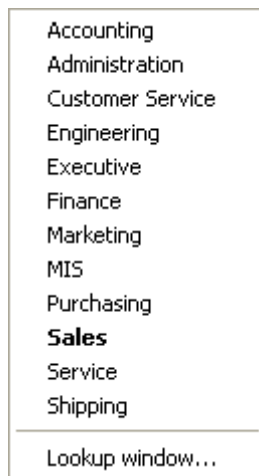 Accounting
Administration
Customer Service
Engineering
Executive
Finance
Marketing
MIS
Purchasing
Sales
Service
Shipping
Lookup window...